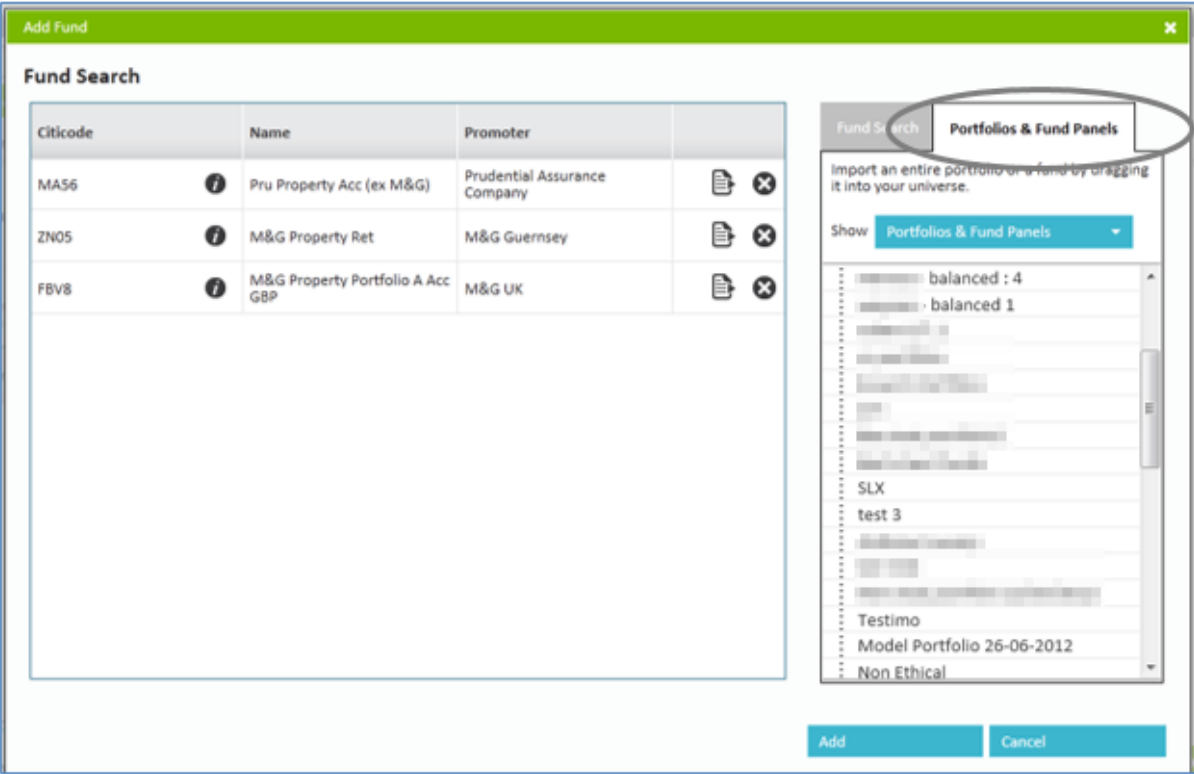 Add Fund
Fund Search
Citicode Name Promoter
MA56 Pru Property Acc (ex M&G) Prudential Assurance
Company
ZN05 M&G Property Ret M&G Guernsey
FBV8 M&G Property Portfolio A Acc
GBP M&G UK
Fund Search Portfolios & Fund Panels
Import an entire portfolio or a fund by dragging
it into your universe.
Show Portfolios & Fund Panels
balanced : 4
- balanced 1
SLX
test 3
Testimo
Model Portfolio 26-06-2012
Non Ethical
Add Cancel